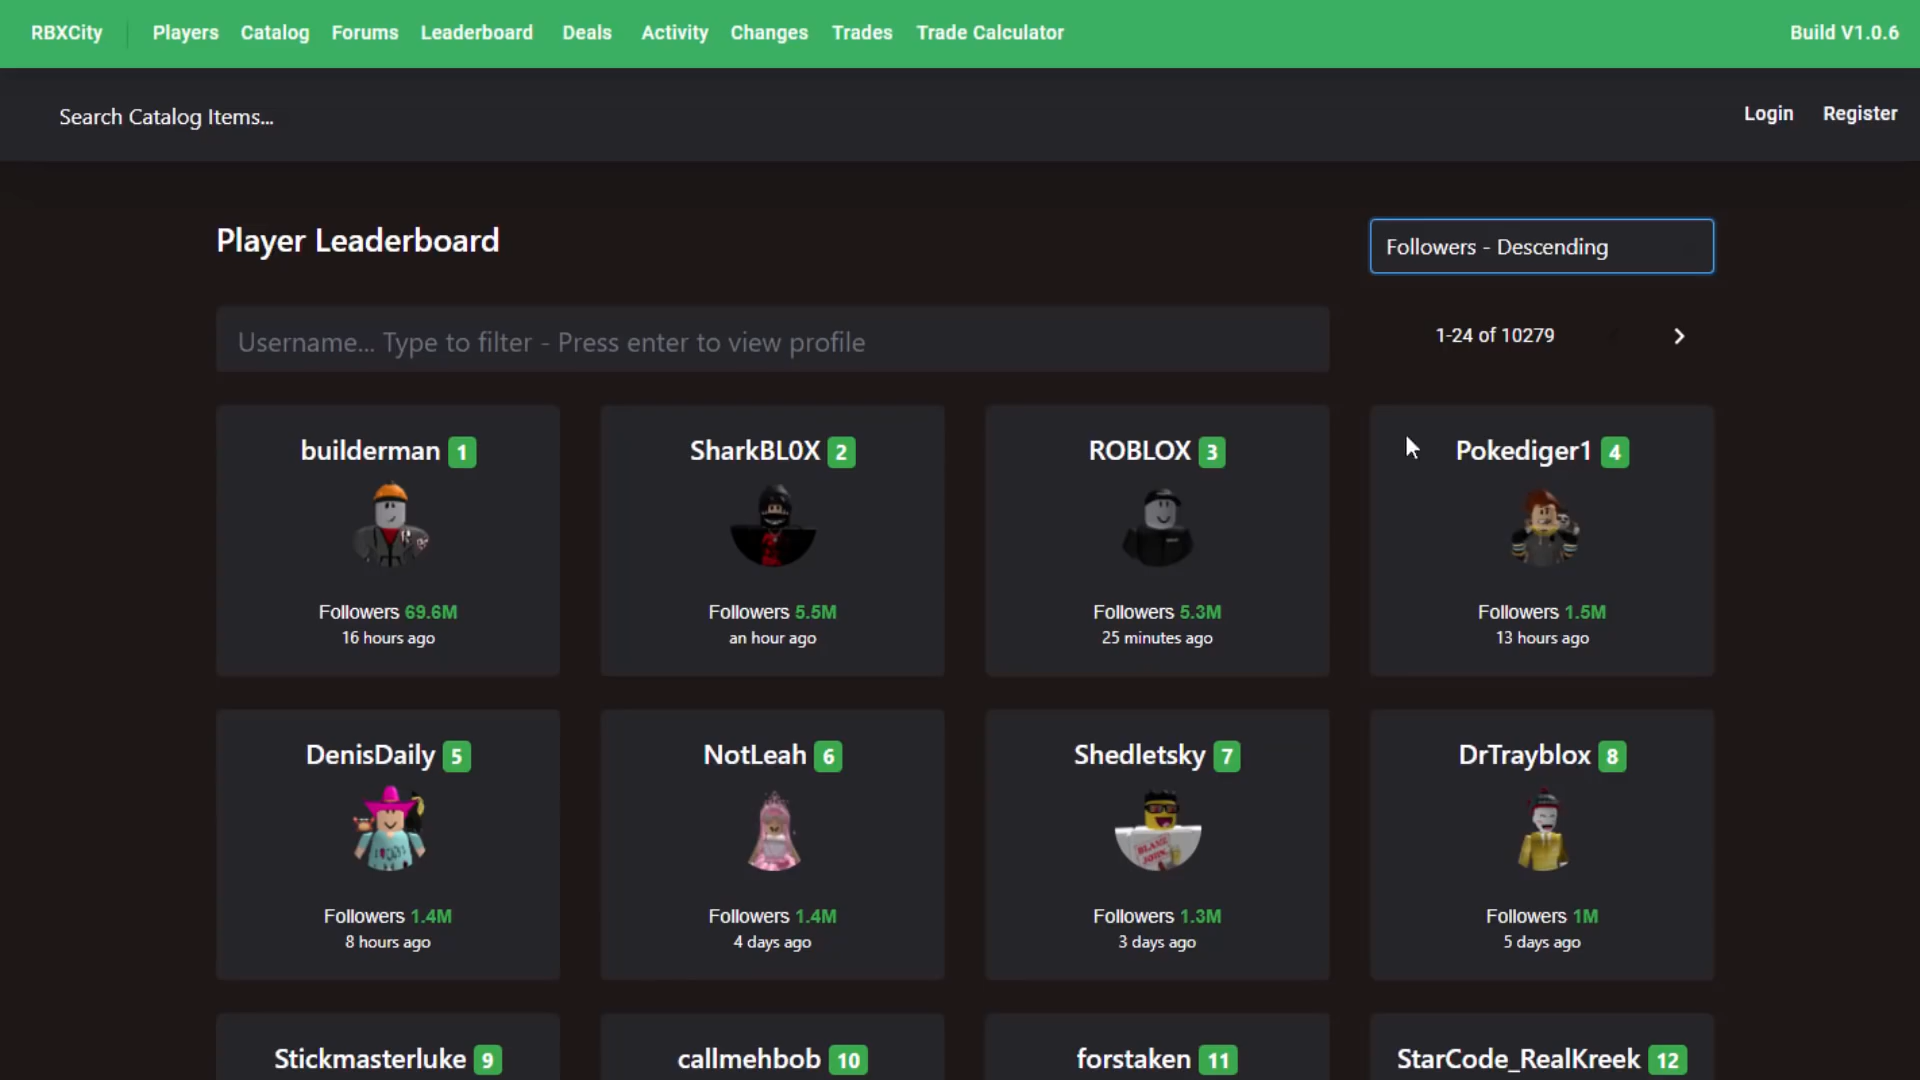 RBXCity Players Catalog Forums Leaderboard Deals Activity Changes Trades Trade Calculator Build V1.0.6
Search Catalog Items... Login Register
Player Leaderboard Followers - Descending
Username... Type to filter - Press enter to view profile 1-24 of 10279
builderman 1 SharkBL0X 2 ROBLOX 3 Pokediger1 4
Followers 69.6M Followers 5.5M Followers 5.3M Followers 1.5M
16 hours ago an hour ago 25 minutes ago 13 hours ago
DenisDaily 5 NotLeah 6 Shedletsky 7 DrTrayblox 8
BLAME
JOHN
Followers 1.4M Followers 1.4M Followers 1.3M Followers 1M
8 hours ago 4 days ago 3 days ago 5 days ago
Stickmasterluke 9 callmehbob 10 forstaken 11 StarCode_RealKreek 12